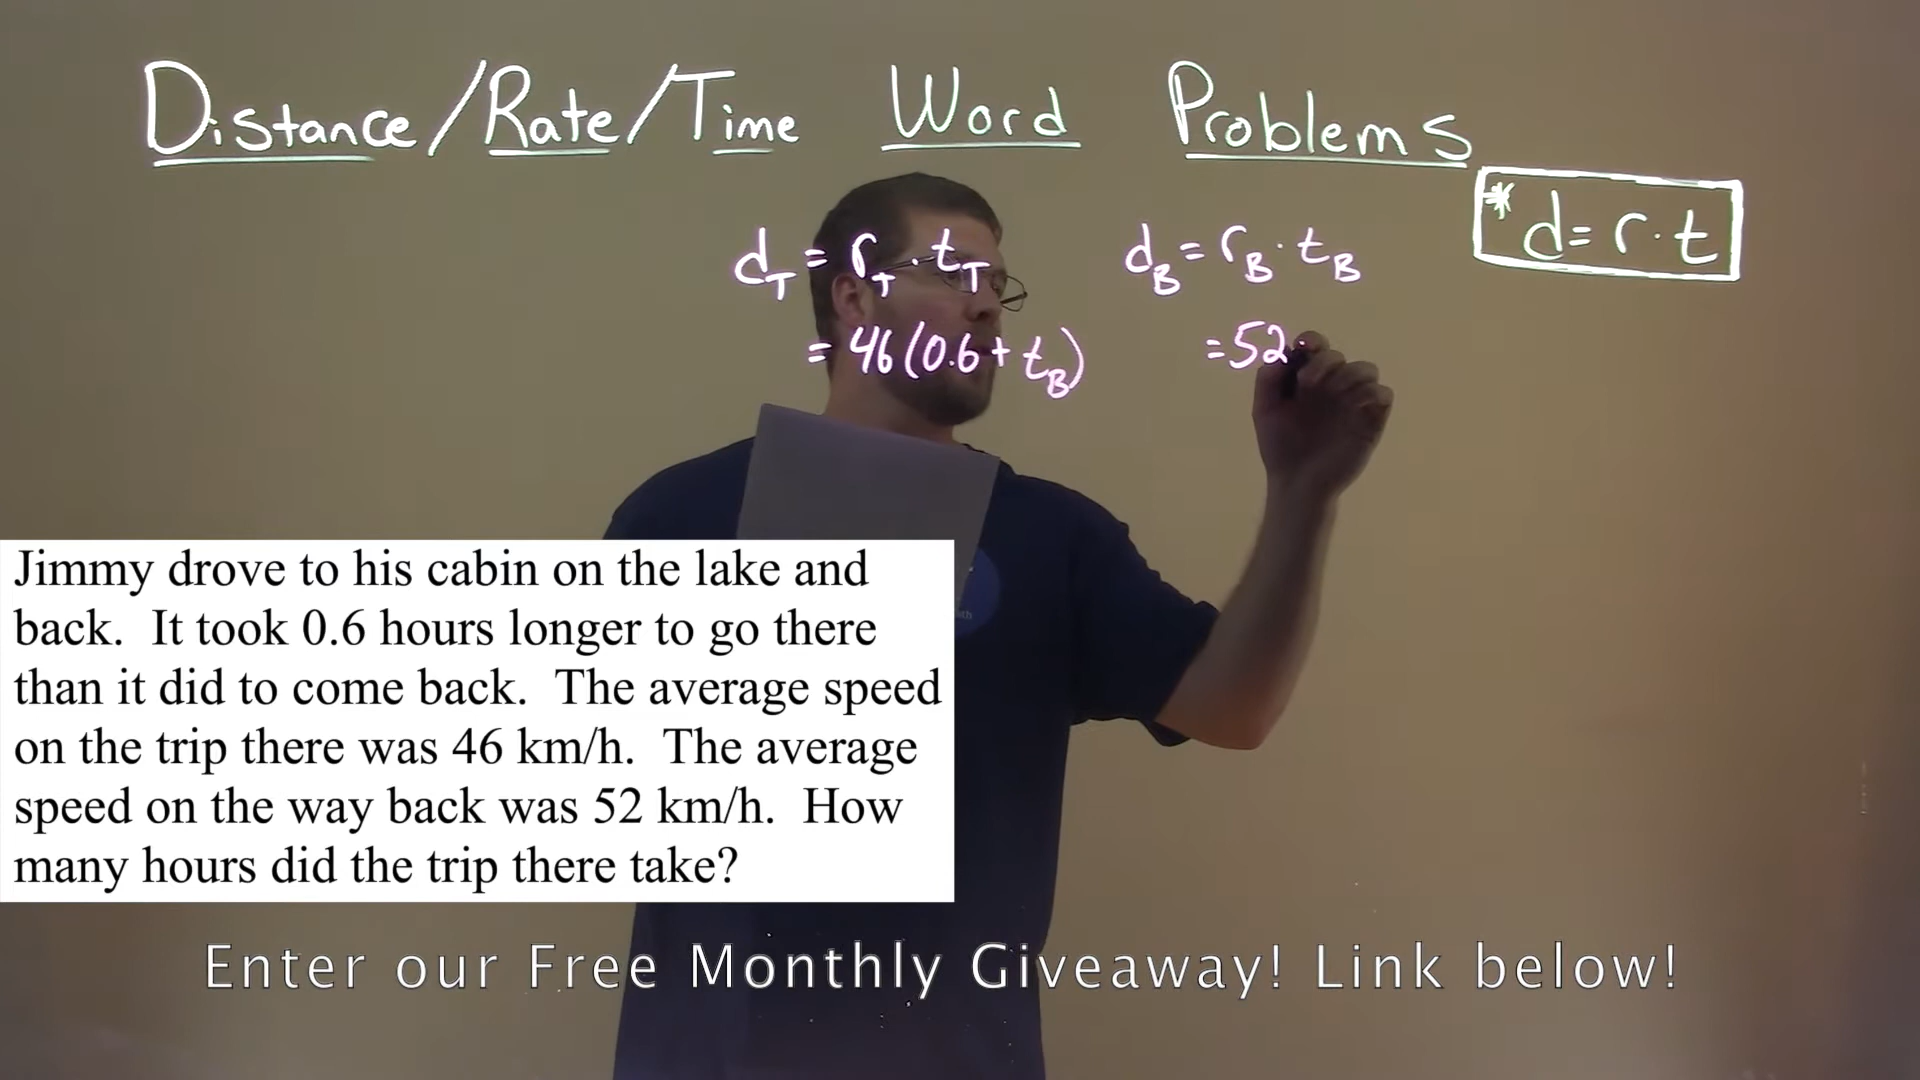 Distance/Rate/Time Word Problems
* d = r · t
d_T = r_T · t_T
= 46(0.6 + t_B)
d_B = r_B · t_B
= 52 ·
Jimmy drove to his cabin on the lake and
back. It took 0.6 hours longer to go there
than it did to come back. The average speed
on the trip there was 46 km/h. The average
speed on the way back was 52 km/h. How
many hours did the trip there take?
Enter our Free Monthly Giveaway! Link below!